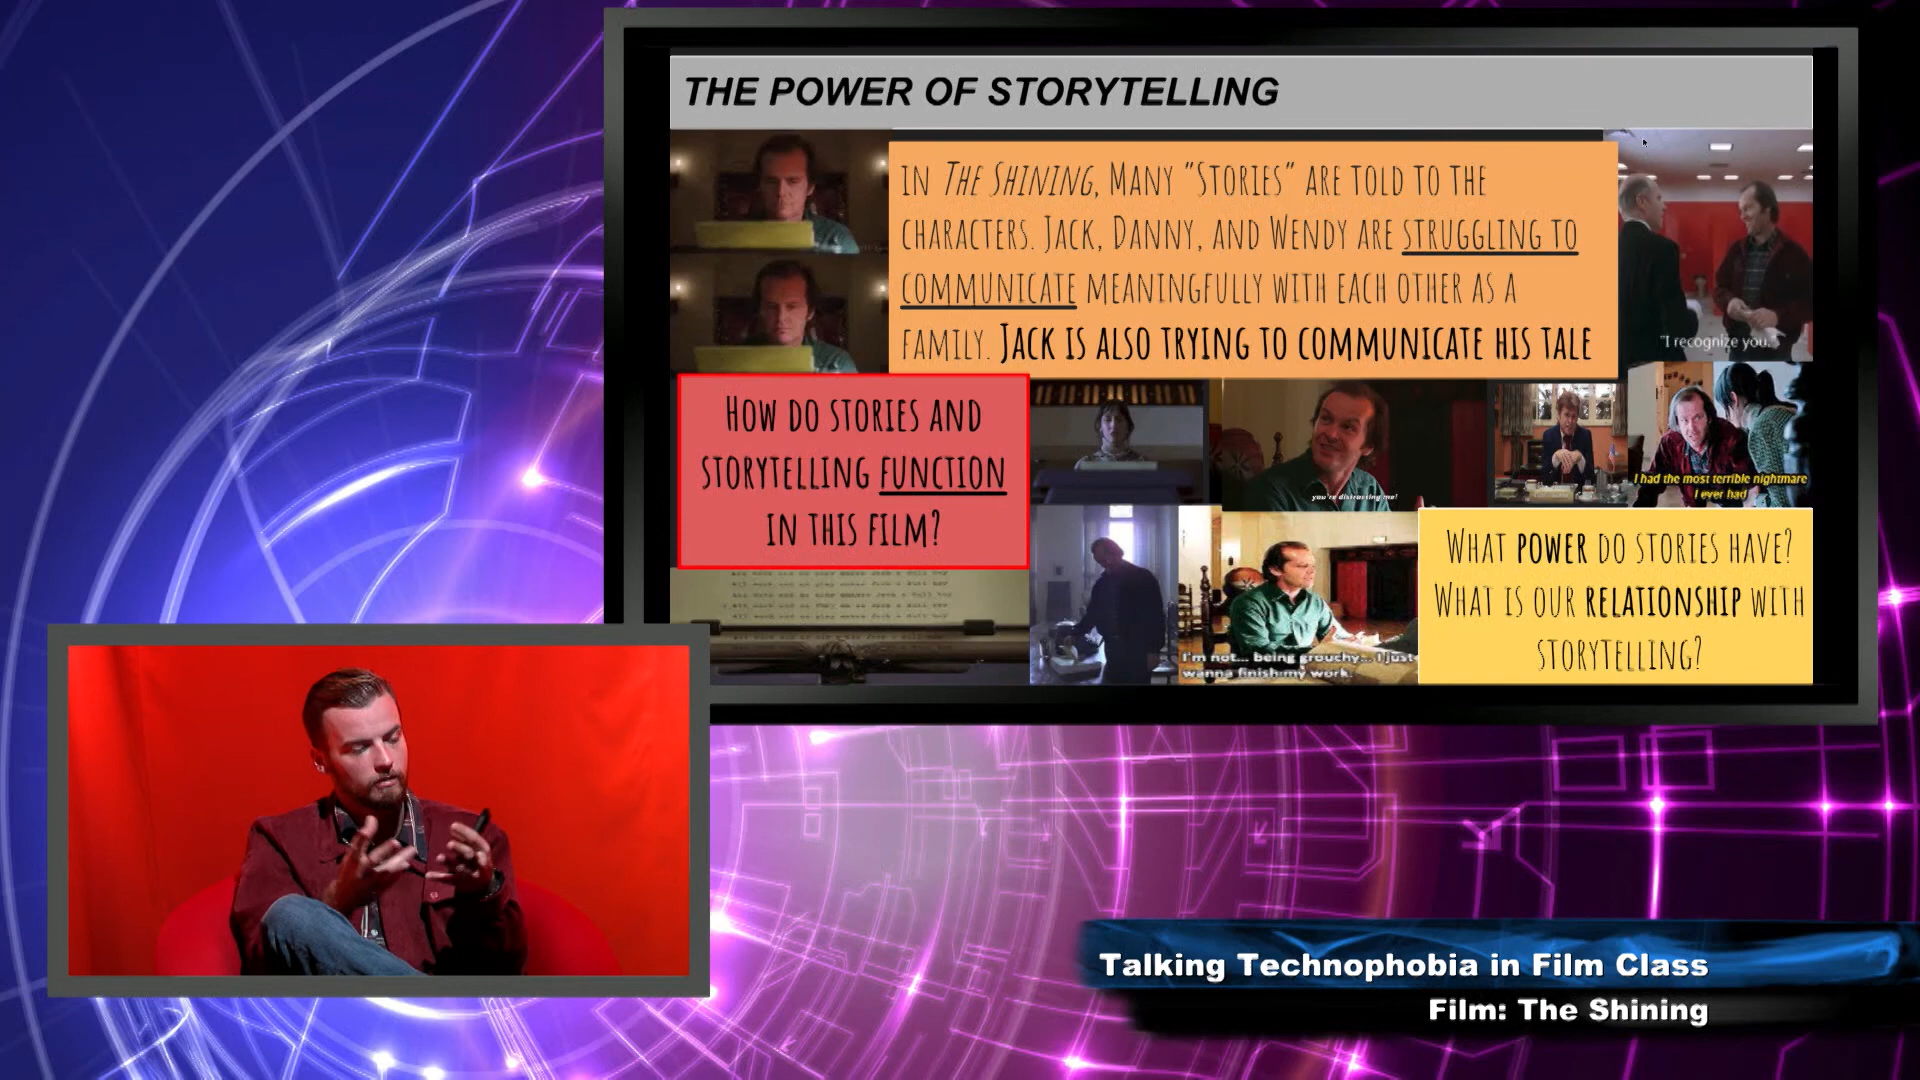 THE POWER OF STORYTELLING
IN THE SHINING, MANY "STORIES" ARE TOLD TO THE
CHARACTERS. JACK, DANNY, AND WENDY ARE STRUGGLING TO
COMMUNICATE MEANINGFULLY WITH EACH OTHER AS A
FAMILY. JACK IS ALSO TRYING TO COMMUNICATE HIS TALE
"I recognize you."
HOW DO STORIES AND
STORYTELLING FUNCTION
IN THIS FILM?
you're distracting me!
I had the most terrible nightmare
I ever had
I'm not... being grouchy... I just
wanna finish my work.
WHAT POWER DO STORIES HAVE?
WHAT IS OUR RELATIONSHIP WITH
STORYTELLING?
Talking Technophobia in Film Class
Film: The Shining